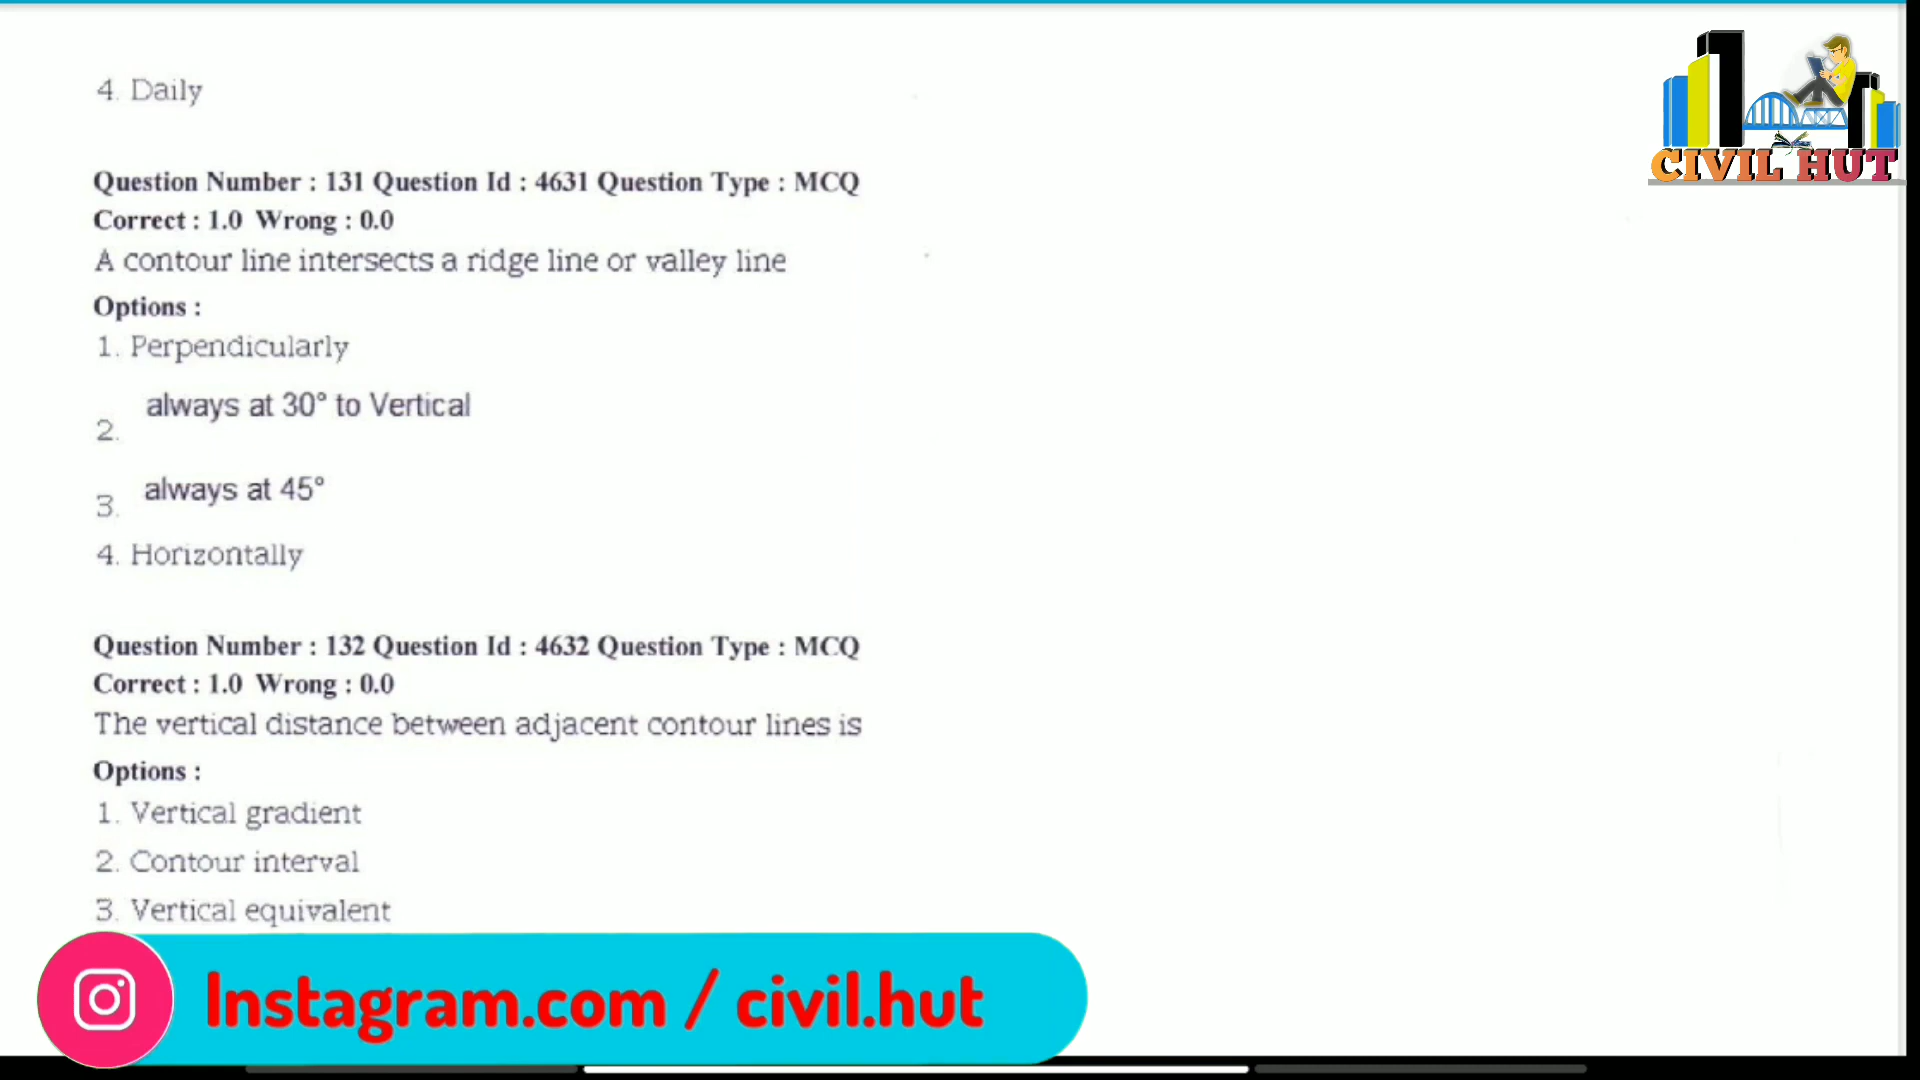 4. Daily
CIVIL HUT
Question Number : 131 Question Id : 4631 Question Type : MCQ
Correct : 1.0 Wrong : 0.0
A contour line intersects a ridge line or valley line
Options :
1. Perpendicularly
2. always at 30° to Vertical
3. always at 45°
4. Horizontally
Question Number : 132 Question Id : 4632 Question Type : MCQ
Correct : 1.0 Wrong : 0.0
The vertical distance between adjacent contour lines is
Options :
1. Vertical gradient
2. Contour interval
3. Vertical equivalent
Instagram.com / civil.hut